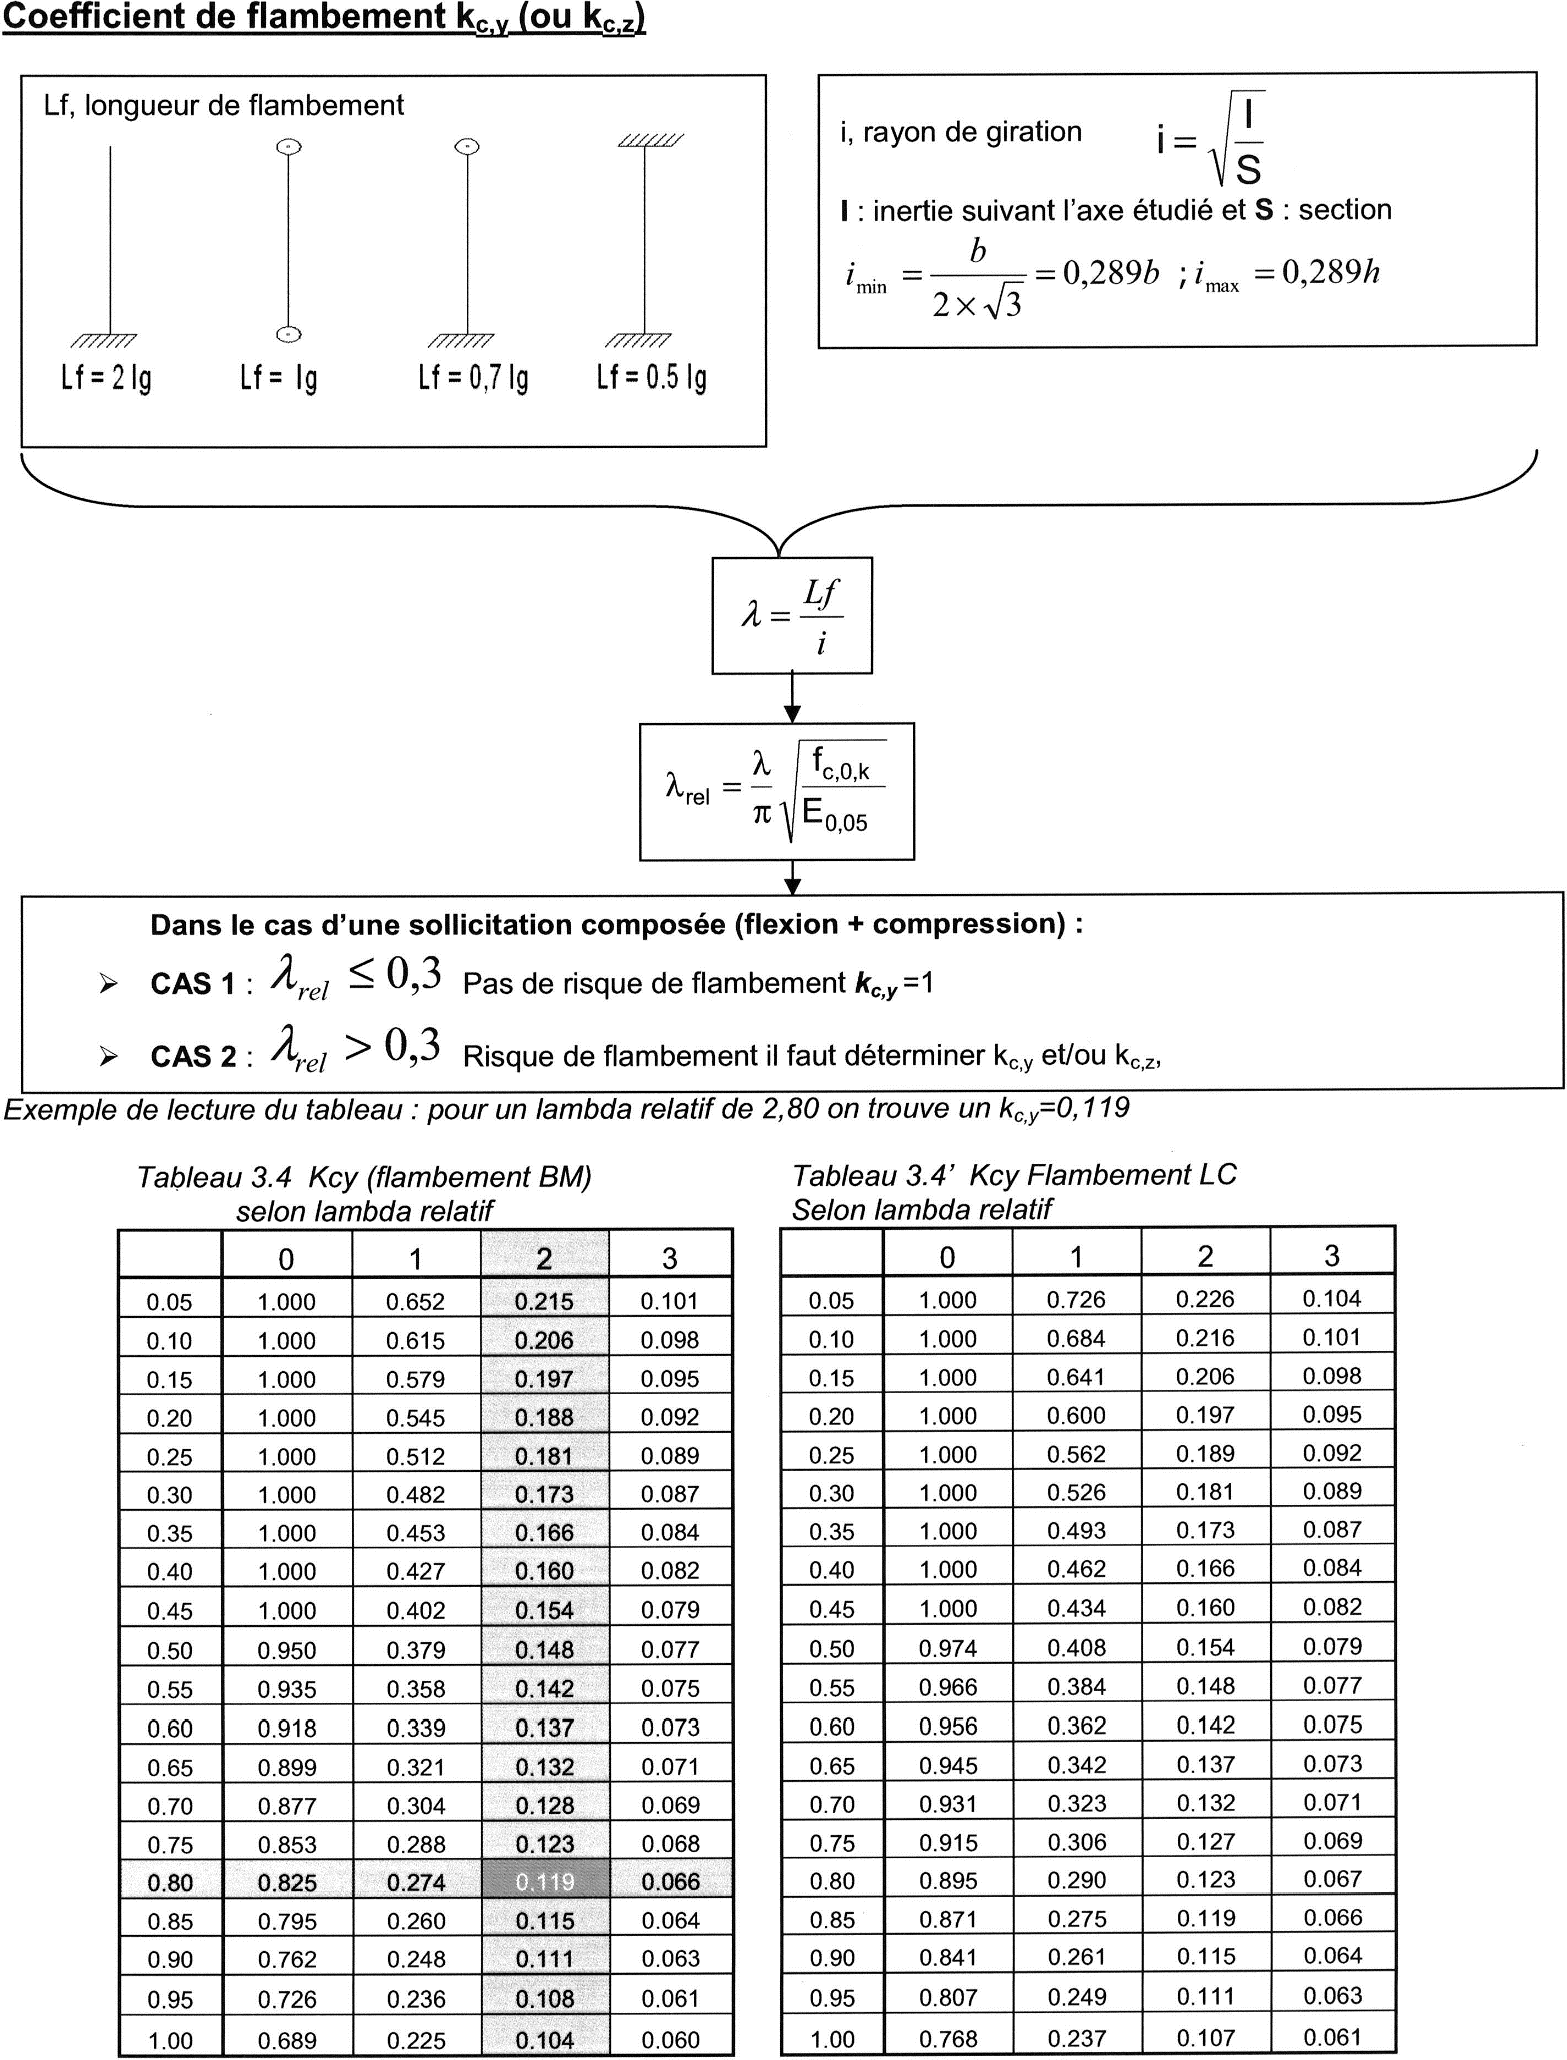 Coefficient de flambement kc,y (ou kc,z)
Lf, longueur de flambement
Lf = 2 lg Lf = lg Lf = 0,7 lg Lf = 0.5 lg
i, rayon de giration i = √(I/S)
I : inertie suivant l'axe étudié et S : section
i min = b/(2×√3) = 0,289b ; i max = 0,289h
λ = Lf/i
λrel = λ/π √(fc,0,k/E0,05)
Dans le cas d'une sollicitation composée (flexion + compression) :
➢ CAS 1 : λrel ≤ 0,3 Pas de risque de flambement kc,y =1
➢ CAS 2 : λrel > 0,3 Risque de flambement il faut déterminer kc,y et/ou kc,z,
Exemple de lecture du tableau : pour un lambda relatif de 2,80 on trouve un kc,y=0,119
Tableau 3.4 Kcy (flambement BM)
selon lambda relatif
0 1 2 3
0.05 1.000 0.652 0.215 0.101
0.10 1.000 0.615 0.206 0.098
0.15 1.000 0.579 0.197 0.095
0.20 1.000 0.545 0.188 0.092
0.25 1.000 0.512 0.181 0.089
0.30 1.000 0.482 0.173 0.087
0.35 1.000 0.453 0.166 0.084
0.40 1.000 0.427 0.160 0.082
0.45 1.000 0.402 0.154 0.079
0.50 0.950 0.379 0.148 0.077
0.55 0.935 0.358 0.142 0.075
0.60 0.918 0.339 0.137 0.073
0.65 0.899 0.321 0.132 0.071
0.70 0.877 0.304 0.128 0.069
0.75 0.853 0.288 0.123 0.068
0.80 0.825 0.274 0.119 0.066
0.85 0.795 0.260 0.115 0.064
0.90 0.762 0.248 0.111 0.063
0.95 0.726 0.236 0.108 0.061
1.00 0.689 0.225 0.104 0.060
Tableau 3.4' Kcy Flambement LC
Selon lambda relatif
0 1 2 3
0.05 1.000 0.726 0.226 0.104
0.10 1.000 0.684 0.216 0.101
0.15 1.000 0.641 0.206 0.098
0.20 1.000 0.600 0.197 0.095
0.25 1.000 0.562 0.189 0.092
0.30 1.000 0.526 0.181 0.089
0.35 1.000 0.493 0.173 0.087
0.40 1.000 0.462 0.166 0.084
0.45 1.000 0.434 0.160 0.082
0.50 0.974 0.408 0.154 0.079
0.55 0.966 0.384 0.148 0.077
0.60 0.956 0.362 0.142 0.075
0.65 0.945 0.342 0.137 0.073
0.70 0.931 0.323 0.132 0.071
0.75 0.915 0.306 0.127 0.069
0.80 0.895 0.290 0.123 0.067
0.85 0.871 0.275 0.119 0.066
0.90 0.841 0.261 0.115 0.064
0.95 0.807 0.249 0.111 0.063
1.00 0.768 0.237 0.107 0.061